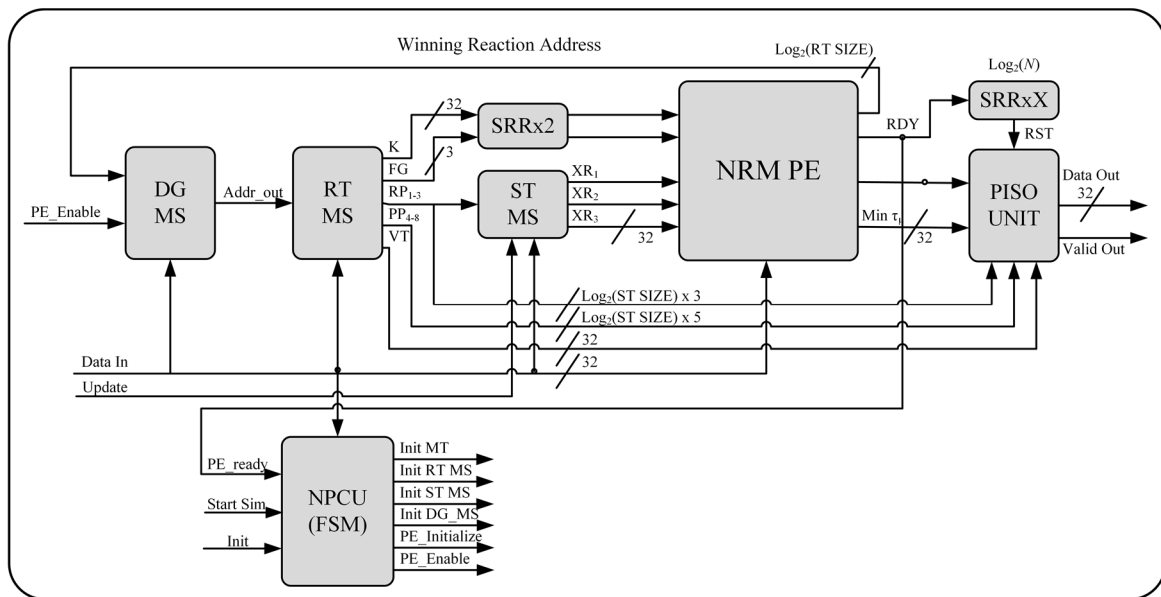 Winning Reaction Address
Log₂(RT SIZE)
Log₂(N)
SRRxX
RST
RDY
32
K
FG
3
RP₁₋₃
PP₄₋₈
VT
SRRx2
DG
MS
Addr_out
RT
MS
PE_Enable
ST
MS
XR₁
XR₂
XR₃
32
NRM PE
Min τ
32
PISO
UNIT
Data Out
32
Valid Out
Log₂(ST SIZE) x 3
Log₂(ST SIZE) x 5
32
Data In
32
Update
PE_ready
Start Sim
Init
NPCU
(FSM)
Init MT
Init RT MS
Init ST MS
Init DG_MS
PE_Initialize
PE_Enable